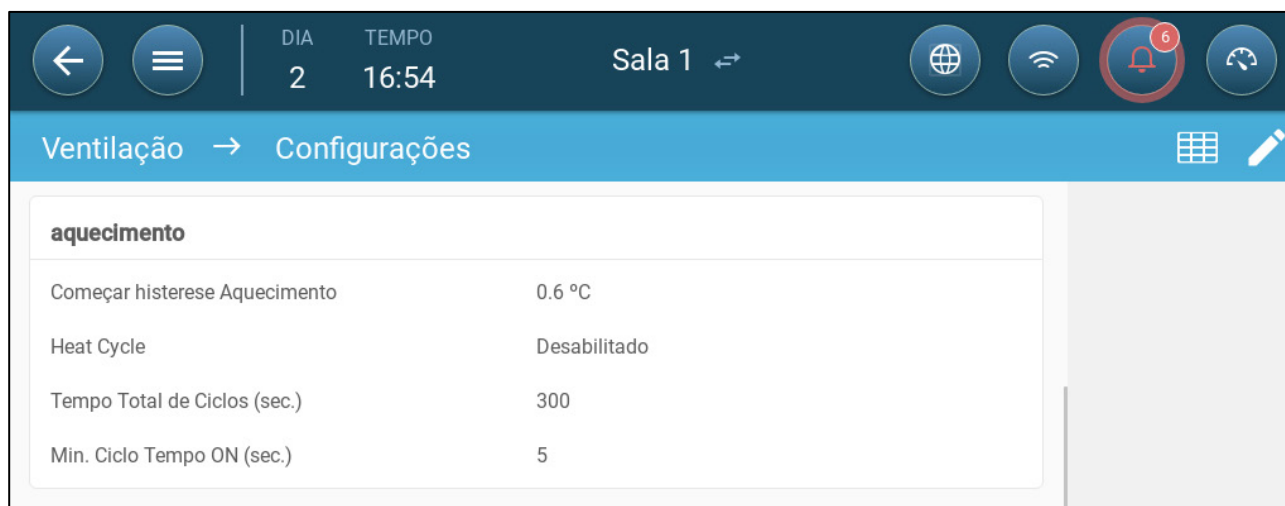 DIA TEMPO
2 16:54 Sala 1 6
Ventilação → Configurações
aquecimento
Começar histerese Aquecimento 0.6 ºC
Heat Cycle Desabilitado
Tempo Total de Ciclos (sec.) 300
Min. Ciclo Tempo ON (sec.) 5